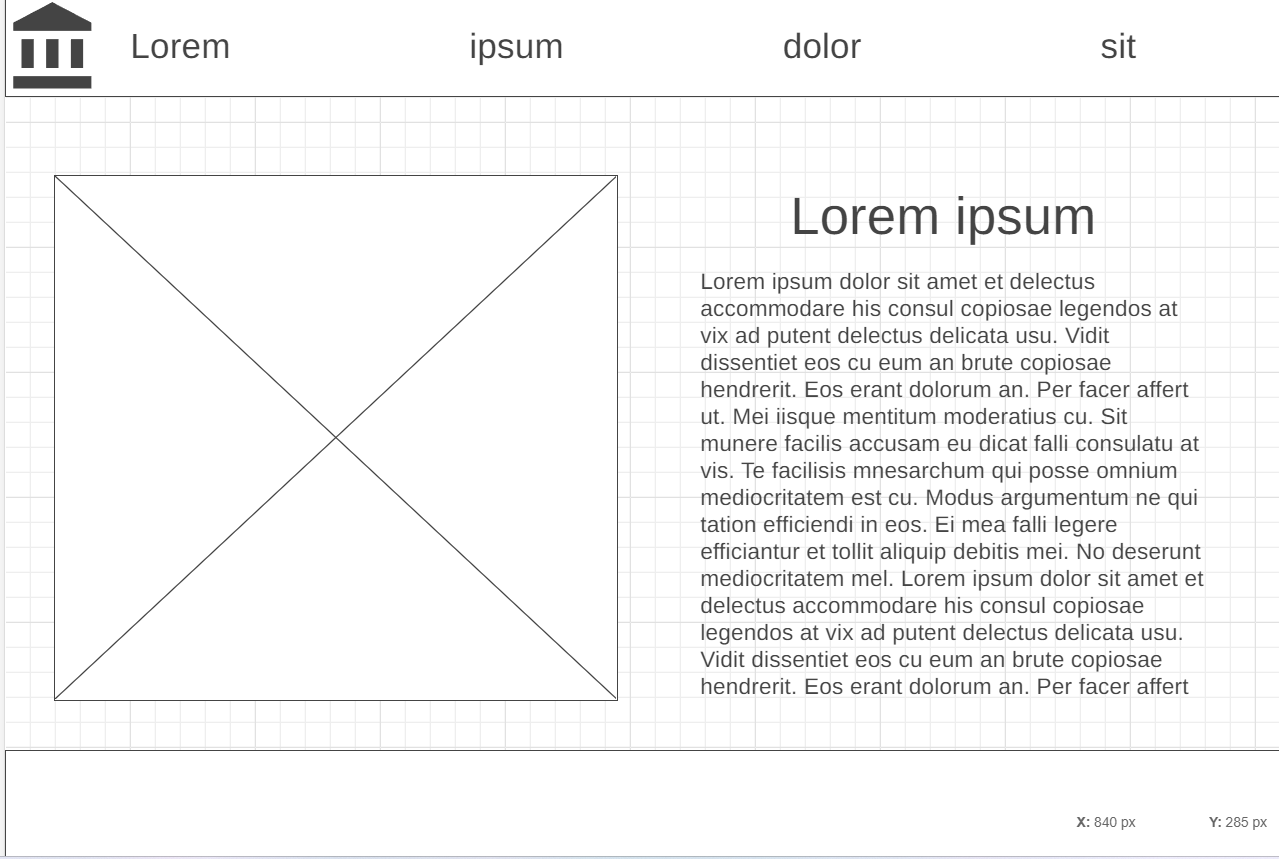 Lorem ipsum dolor sit
Lorem ipsum
Lorem ipsum dolor sit amet et delectus
accommodare his consul copiosae legendos at
vix ad putent delectus delicata usu. Vidit
dissentiet eos cu eum an brute copiosae
hendrerit. Eos erant dolorum an. Per facer affert
ut. Mei iisque mentitum moderatius cu. Sit
munere facilis accusam eu dicat falli consulatu at
vis. Te facilisis mnesarchum qui posse omnium
mediocritatem est cu. Modus argumentum ne qui
tation efficiendi in eos. Ei mea falli legere
efficiantur et tollit aliquip debitis mei. No deserunt
mediocritatem mel. Lorem ipsum dolor sit amet et
delectus accommodare his consul copiosae
legendos at vix ad putent delectus delicata usu.
Vidit dissentiet eos cu eum an brute copiosae
hendrerit. Eos erant dolorum an. Per facer affert
X: 840 px Y: 285 px